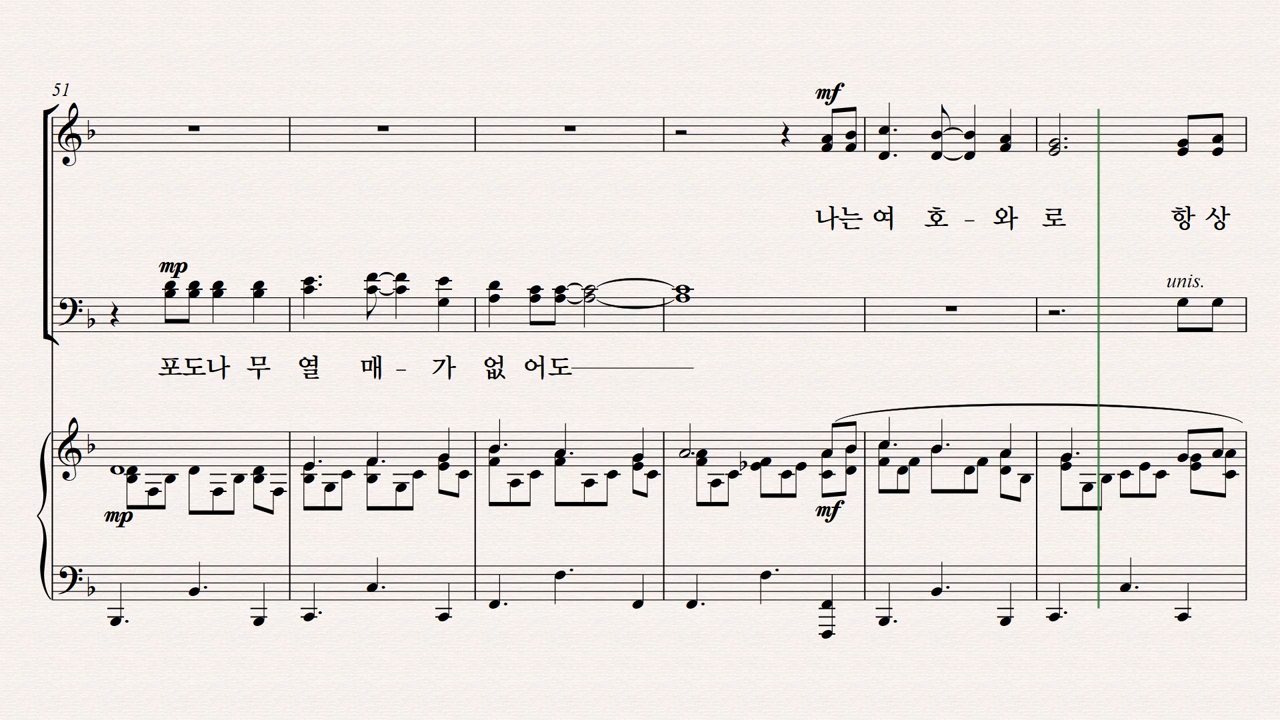 51
mf
나는 여 호 - 와 로 항 상
mp
unis.
포도나 무 열 매 - 가 없 어도
mp
mf